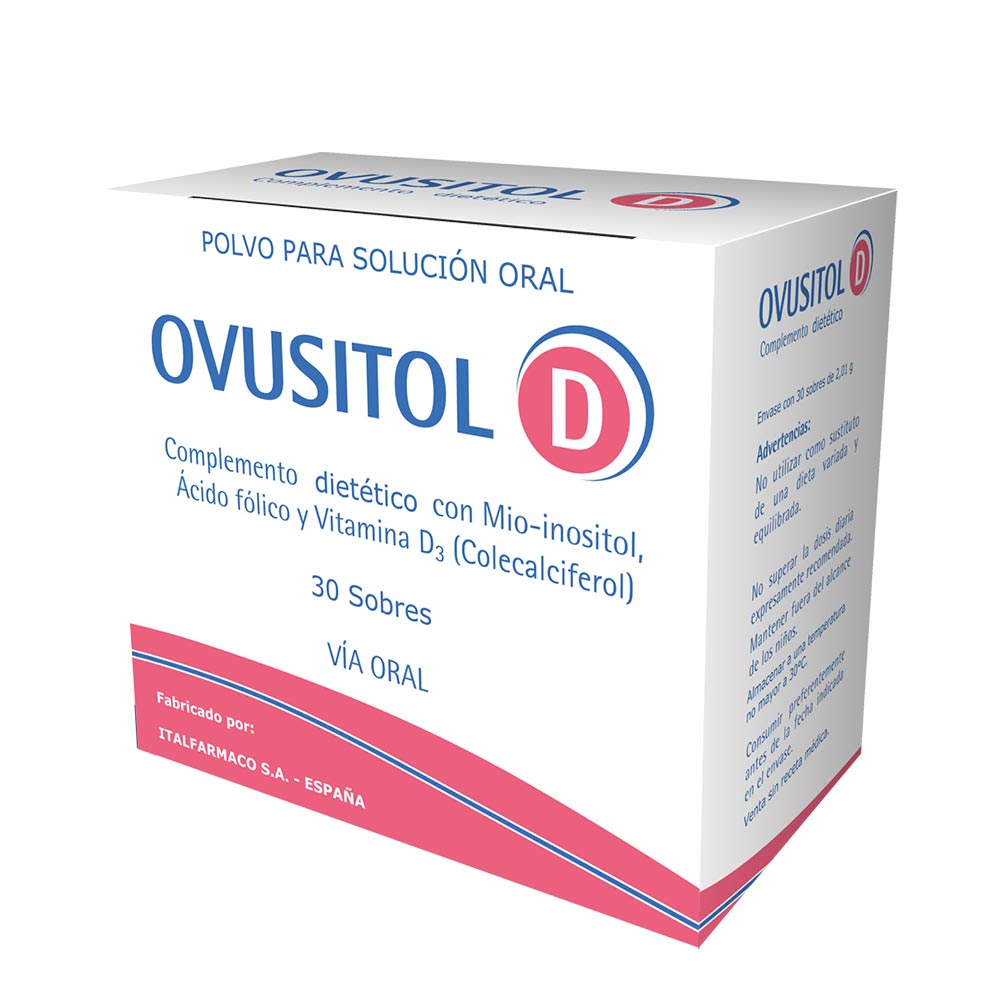 OVUSITOL D
Complemento dietético
POLVO PARA SOLUCIÓN ORAL
OVUSITOL D
Complemento dietético con Mio-inositol,
Ácido fólico y Vitamina D₃ (Colecalciferol)
30 Sobres
VÍA ORAL
Fabricado por:
ITALFARMACO S.A. - ESPAÑA
OVUSITOL D
Complemento dietético
Envase con 30 sobres de 2,01 g
Advertencias:
No utilizar como sustituto
de una dieta variada y
equilibrada.
No superar la dosis diaria
expresamente recomendada.
Mantener fuera del alcance
de los niños.
Almacenar a una temperatura
no mayor a 30°C.
Consumir preferentemente
antes de la fecha indicada
en el envase.
Venta sin receta médica.